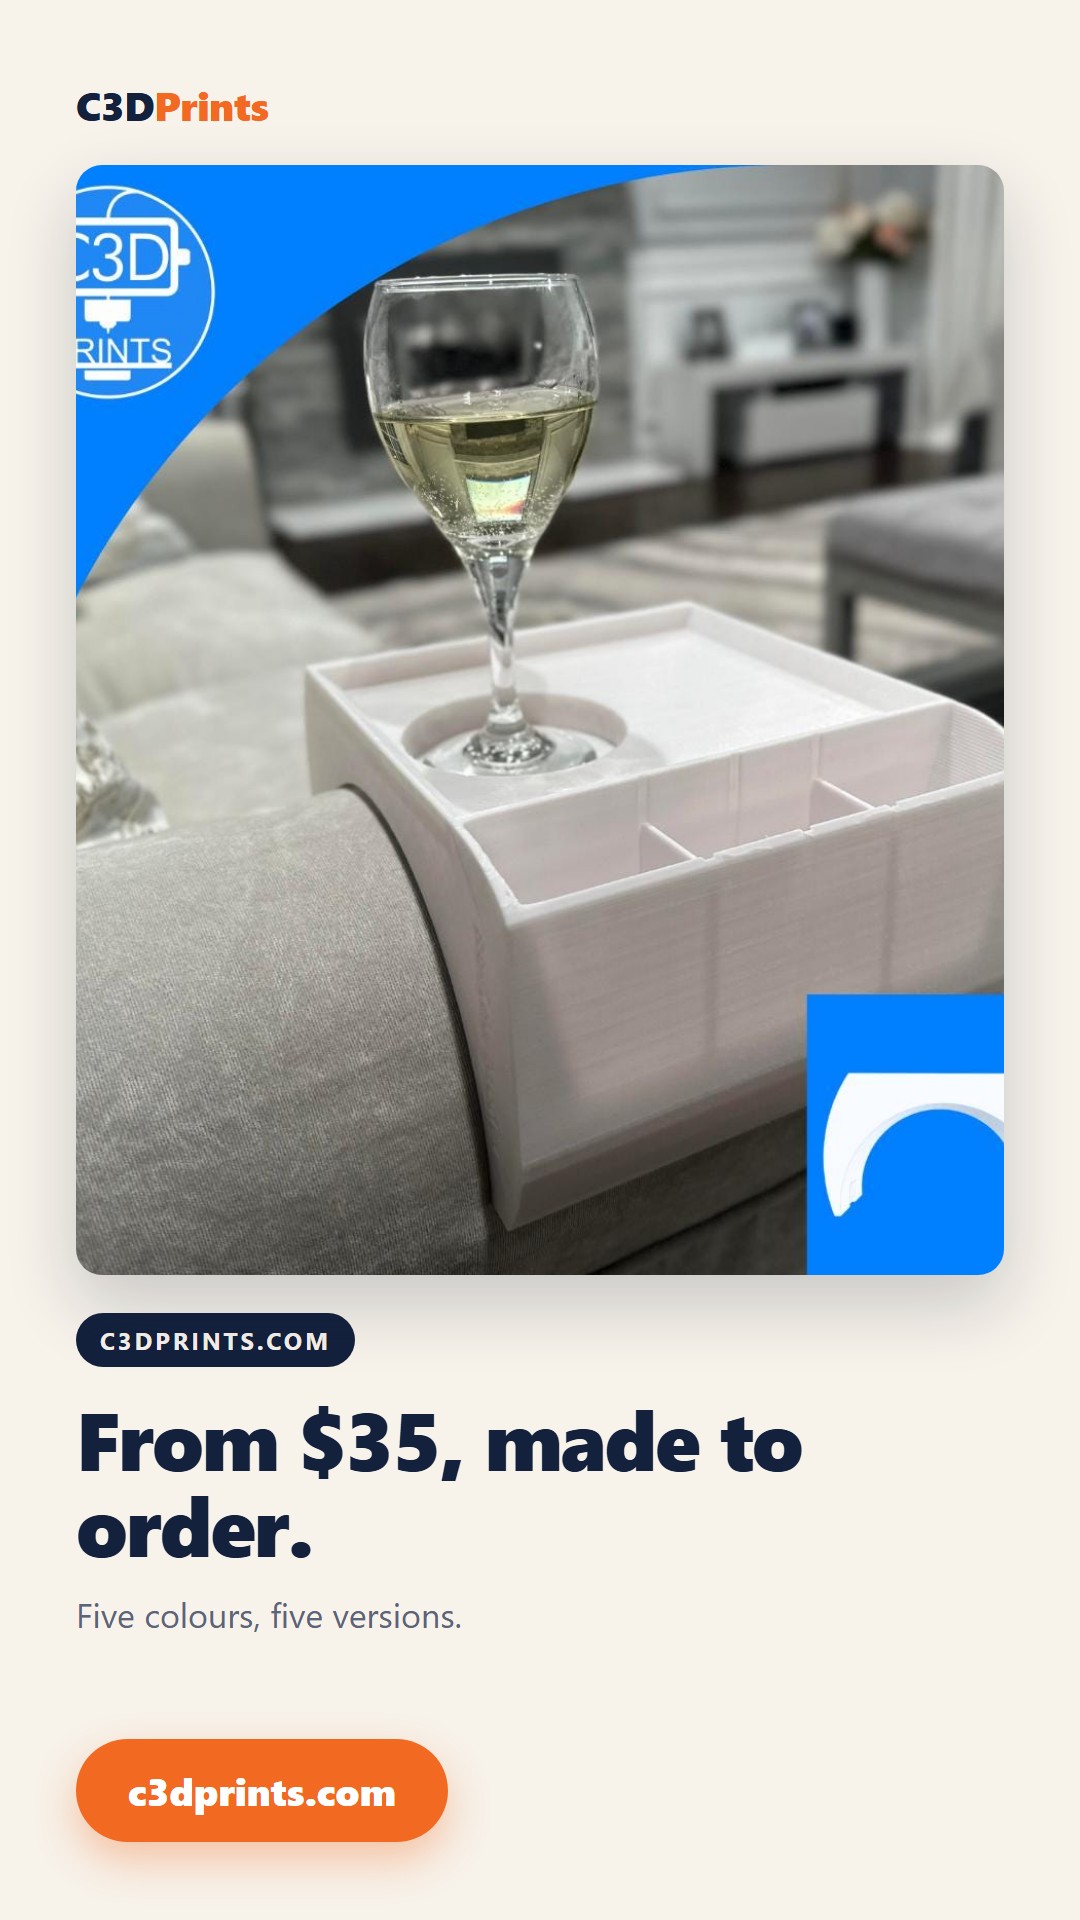 C3DPrints
C3D
RINTS
C3DPRINTS.COM
From $35, made to
order.
Five colours, five versions.
c3dprints.com